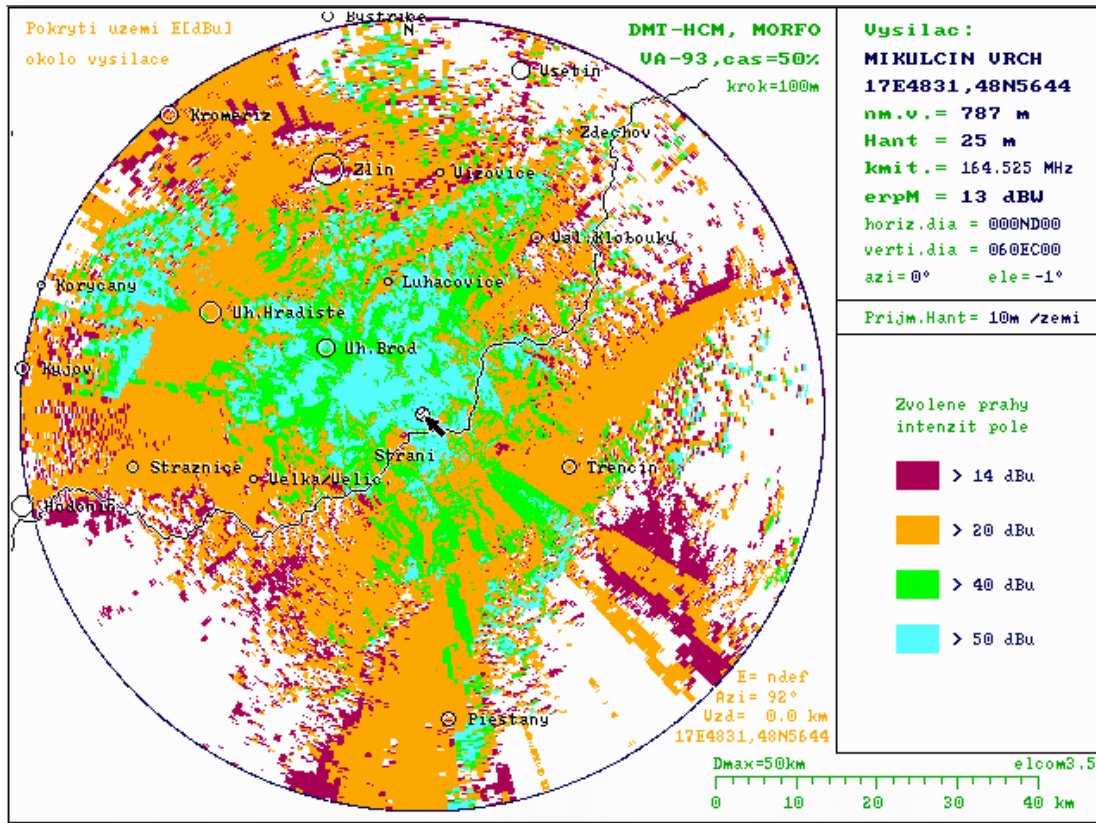 Pokryti uzemi E[dBu]
okolo vysilace
Bystrike
N
DMT-HCM, MORFO
VA-93,cas=50%
krok=100m
Vsetin
Kromeriz
Zdechov
Zlin
Vizovice
Val.Klobouky
Korycany
Luhacovice
Uh.Hradiste
Uh.Brod
Kyjov
Strani
Straznice
Velka/Velic.
Trencin
Hodonin
Piestany
E= ndef
Azi= 92°
Vzd= 0.0 km
17E4831,48N5644
Vysilac:
MIKULCIN VRCH
17E4831,48N5644
nm.v.= 787 m
Hant = 25 m
kmit.= 164.525 MHz
erpM = 13 dBW
horiz.dia = 000ND00
verti.dia = 060EC00
azi= 0° ele=-1°
Prijm.Hant= 10m /zemi
Zvolene prahy
intenzit pole
> 14 dBu
> 20 dBu
> 40 dBu
> 50 dBu
Dmax=50km elcom3.5
0 10 20 30 40 km